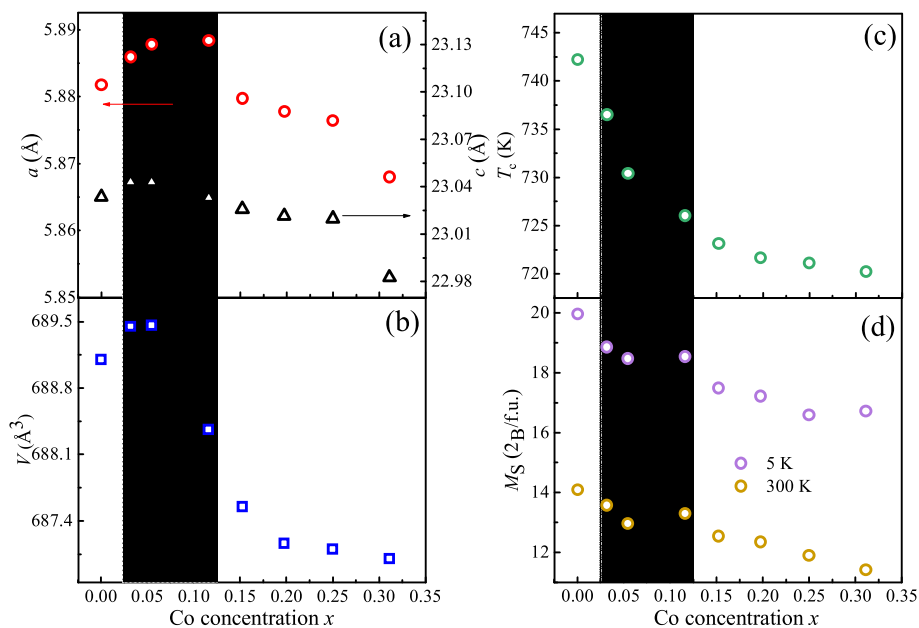 (a)
5.89
5.88
5.87
5.86
5.85
a (Å)
23.13
23.10
23.07
23.04
23.01
22.98
c (Å)
(b)
689.5
688.8
688.1
687.4
V (Å³)
0.00 0.05 0.10 0.15 0.20 0.25 0.30 0.35
Co concentration x
(c)
745
740
735
730
725
720
T_c (K)
(d)
20
18
16
14
12
M_S (2_B/f.u.)
5 K
300 K
0.00 0.05 0.10 0.15 0.20 0.25 0.30 0.35
Co concentration x